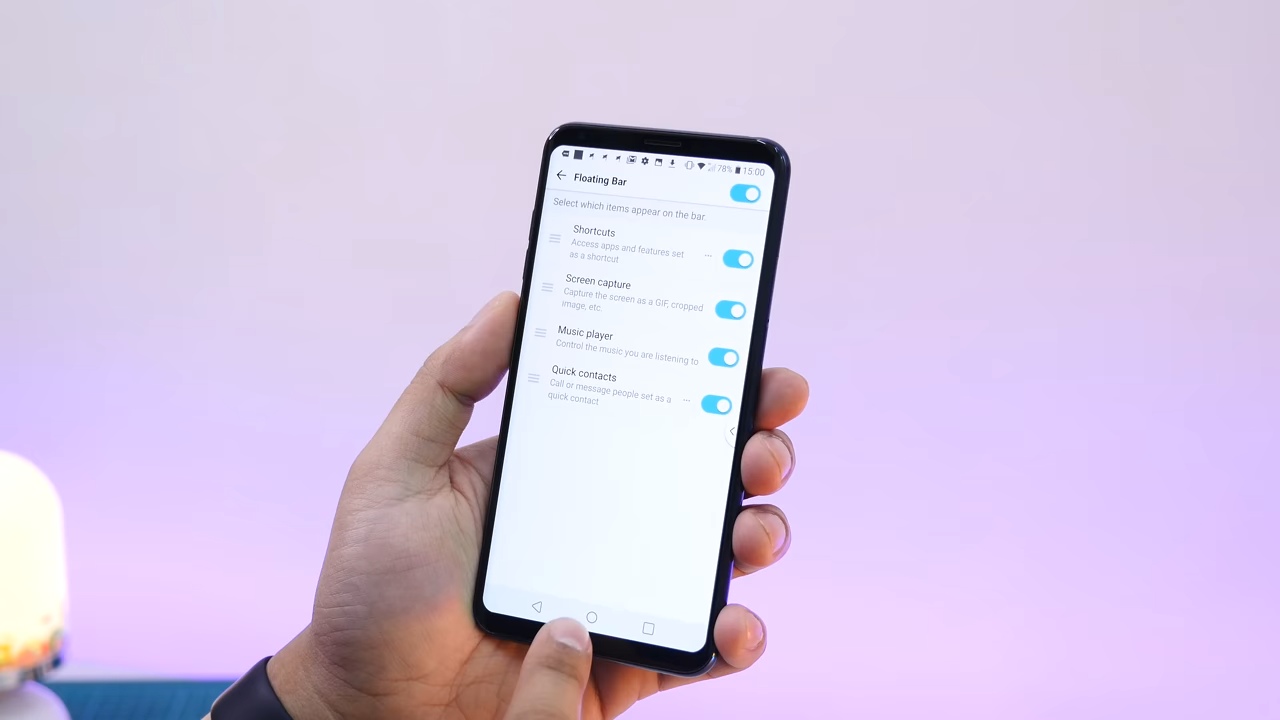 78% 15:00
Floating Bar
Select which items appear on the bar.
Shortcuts
Access apps and features set
as a shortcut
Screen capture
Capture the screen as a GIF, cropped
image, etc.
Music player
Control the music you are listening to
Quick contacts
Call or message people set as a
quick contact